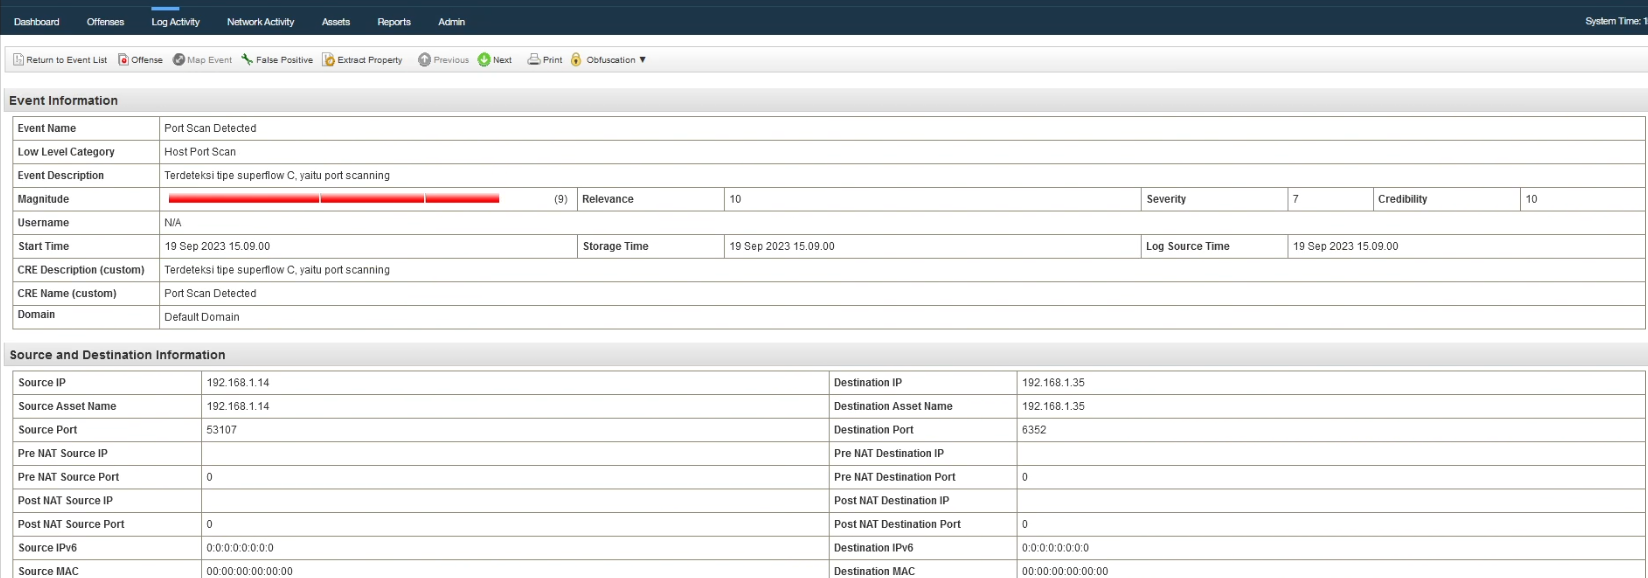 Dashboard Offenses Log Activity Network Activity Assets Reports Admin System Time:
Return to Event List Offense Map Event False Positive Extract Property Previous Next Print Obfuscation ▼
Event Information
Event Name Port Scan Detected
Low Level Category Host Port Scan
Event Description Terdeteksi tipe superflow C, yaitu port scanning
Magnitude (9) Relevance 10 Severity 7 Credibility 10
Username N/A
Start Time 19 Sep 2023 15.09.00 Storage Time 19 Sep 2023 15.09.00 Log Source Time 19 Sep 2023 15.09.00
CRE Description (custom) Terdeteksi tipe superflow C, yaitu port scanning
CRE Name (custom) Port Scan Detected
Domain Default Domain
Source and Destination Information
Source IP 192.168.1.14 Destination IP 192.168.1.35
Source Asset Name 192.168.1.14 Destination Asset Name 192.168.1.35
Source Port 53107 Destination Port 6352
Pre NAT Source IP Pre NAT Destination IP
Pre NAT Source Port 0 Pre NAT Destination Port 0
Post NAT Source IP Post NAT Destination IP
Post NAT Source Port 0 Post NAT Destination Port 0
Source IPv6 0:0:0:0:0:0:0:0 Destination IPv6 0:0:0:0:0:0:0:0
Source MAC 00:00:00:00:00:00 Destination MAC 00:00:00:00:00:00